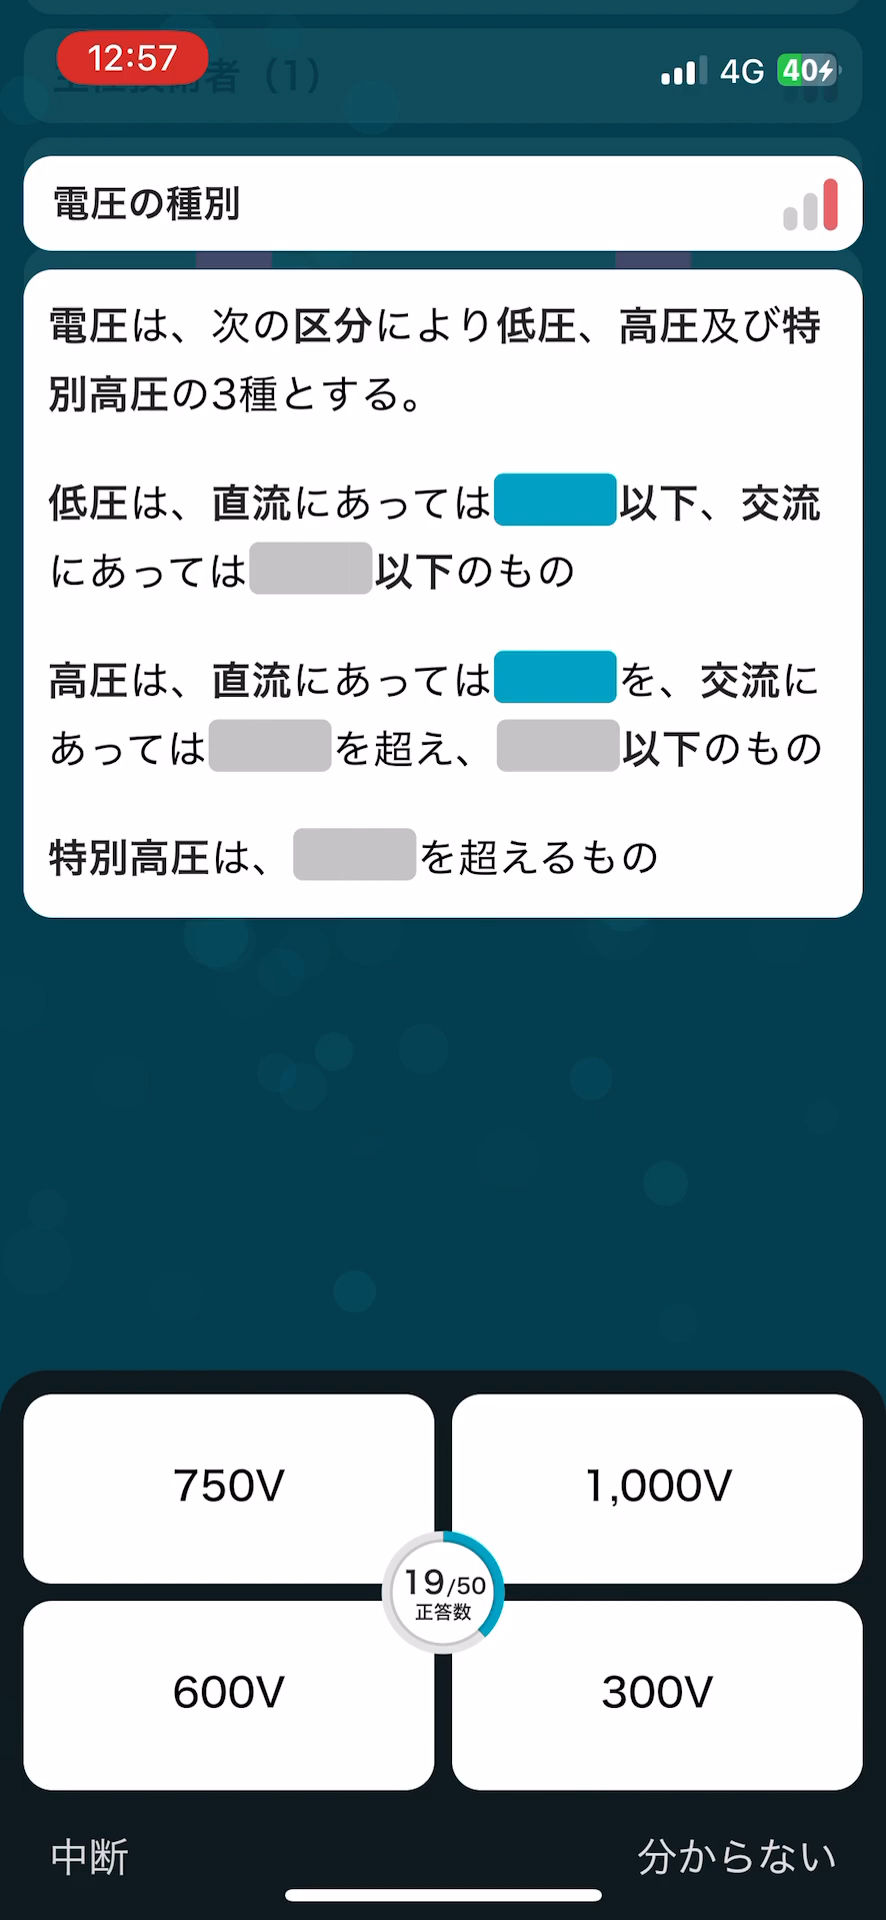 12:57
4G
40
者（1）
電圧の種別
電圧は、次の区分により低圧、高圧及び特
別高圧の3種とする。
低圧は、直流にあっては
以下、交流
にあっては
以下のもの
高圧は、直流にあっては
を、交流に
あっては
を超え、
以下のもの
特別高圧は、
を超えるもの
750V
1,000V
19/50
正答数
600V
300V
中断
分からない